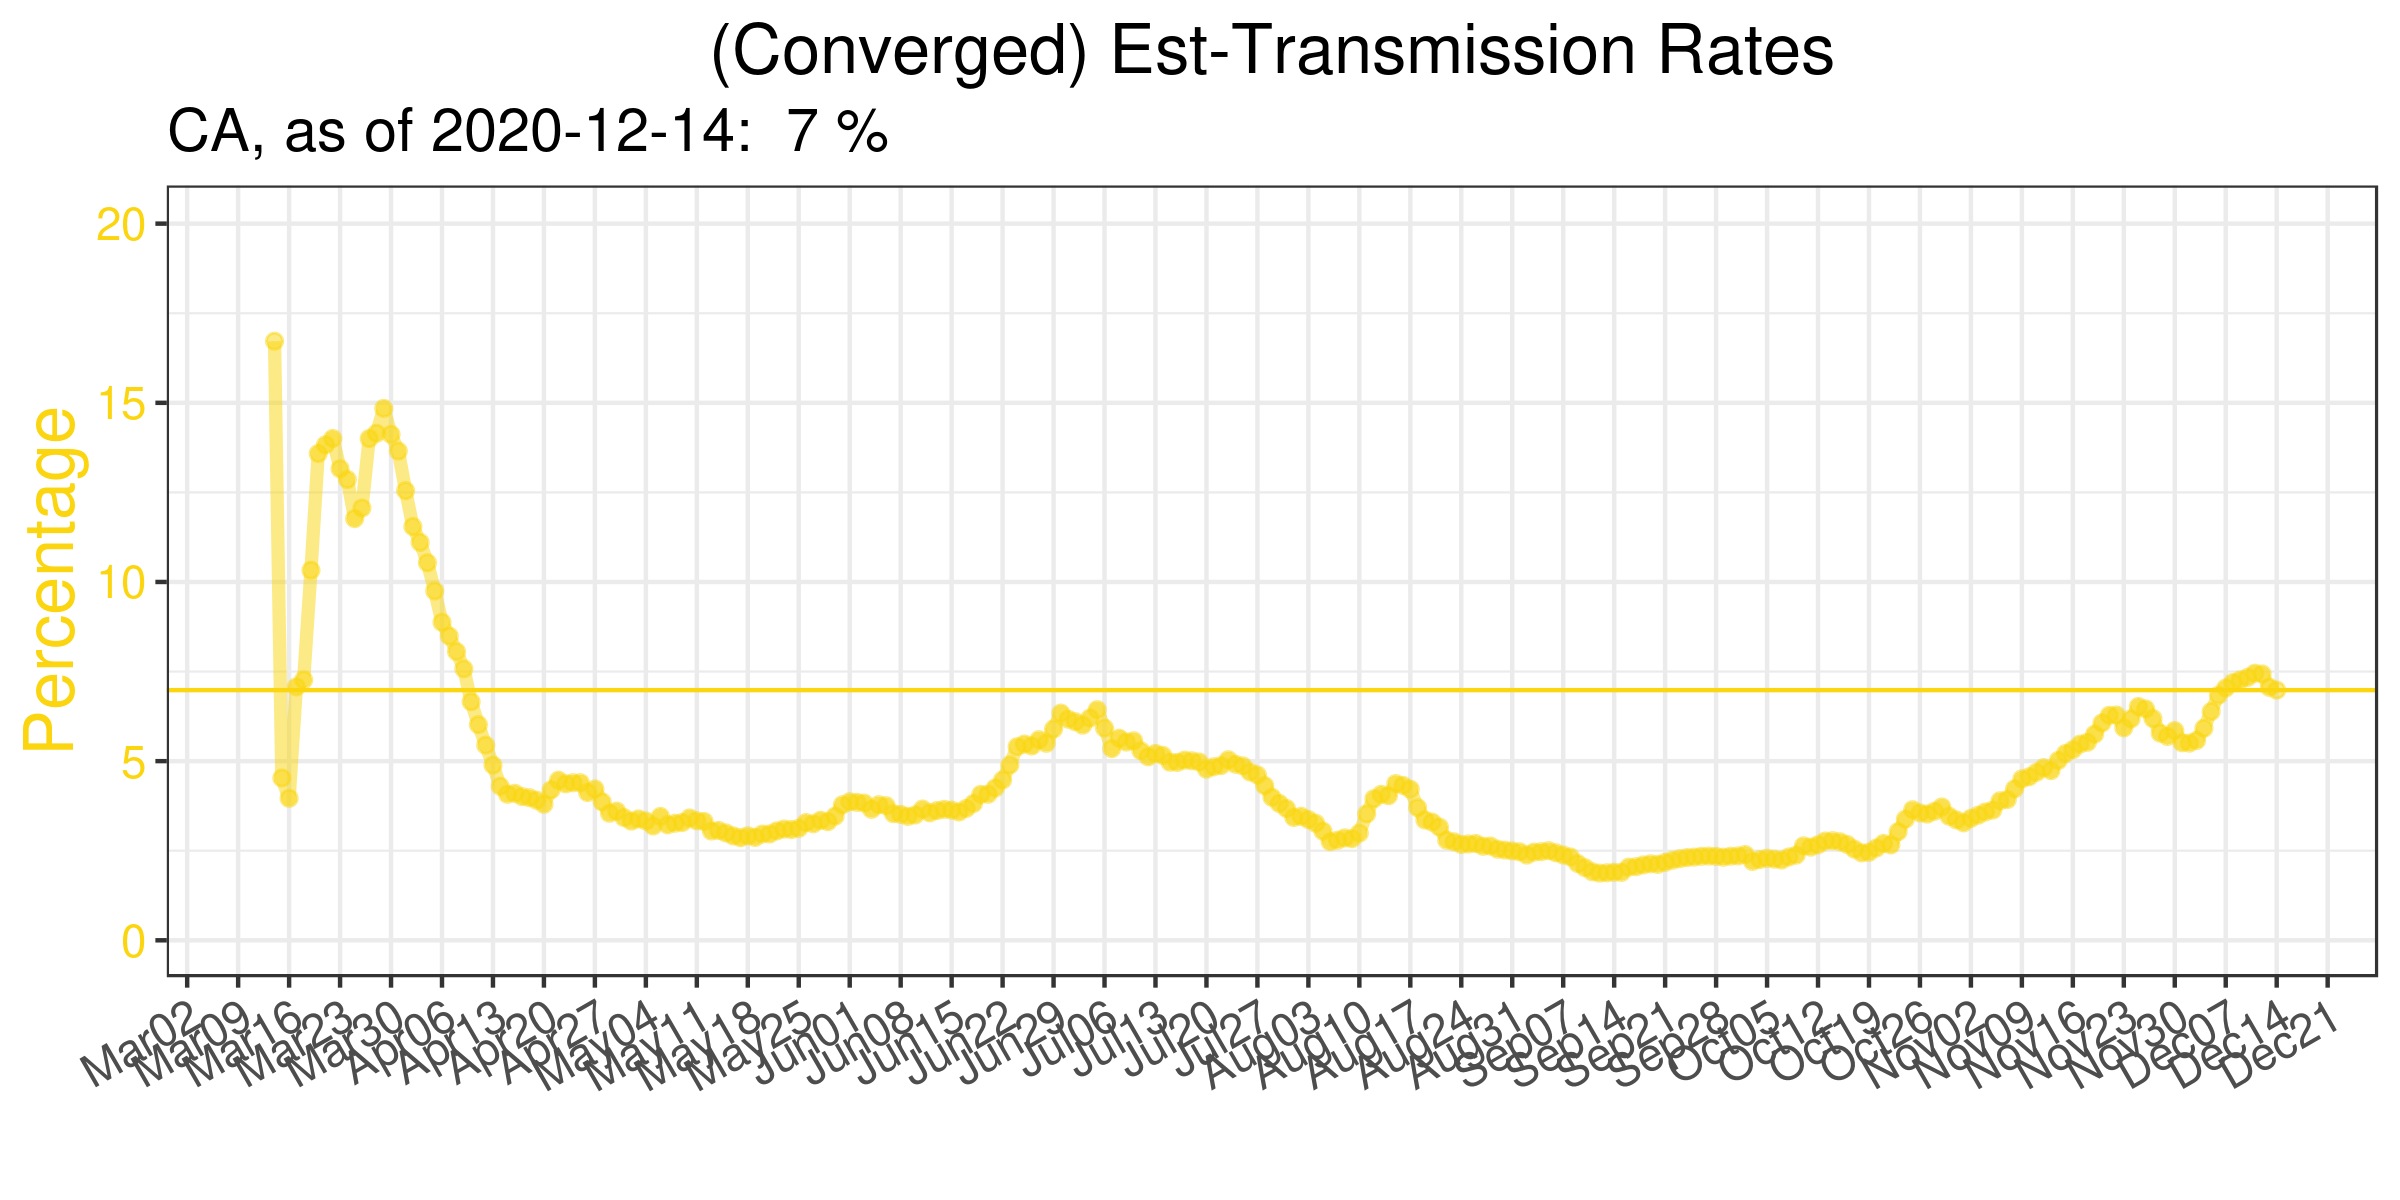 (Converged) Est-Transmission Rates
CA, as of 2020-12-14:  7 %
Percentage
20
15
10
5
0
Mar02
Mar09
Mar16
Mar23
Mar30
Apr06
Apr13
Apr20
Apr27
May04
May11
May18
May25
Jun01
Jun08
Jun15
Jun22
Jun29
Jul06
Jul13
Jul20
Jul27
Aug03
Aug10
Aug17
Aug24
Aug31
Sep07
Sep14
Sep21
Sep28
Oct05
Oct12
Oct19
Oct26
Nov02
Nov09
Nov16
Nov23
Nov30
Dec07
Dec14
Dec21